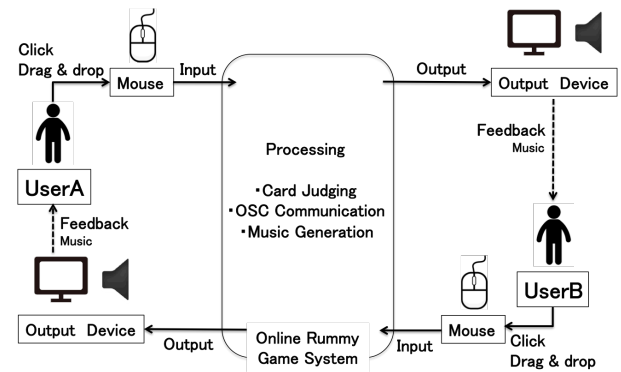 Click
Drag & drop
Mouse
Input
Output
Output Device
Feedback
Music
UserA
Processing
・Card Judging
・OSC Communication
・Music Generation
Feedback
Music
UserB
Output Device
Output
Online Rummy
Game System
Input
Mouse
Click
Drag & drop